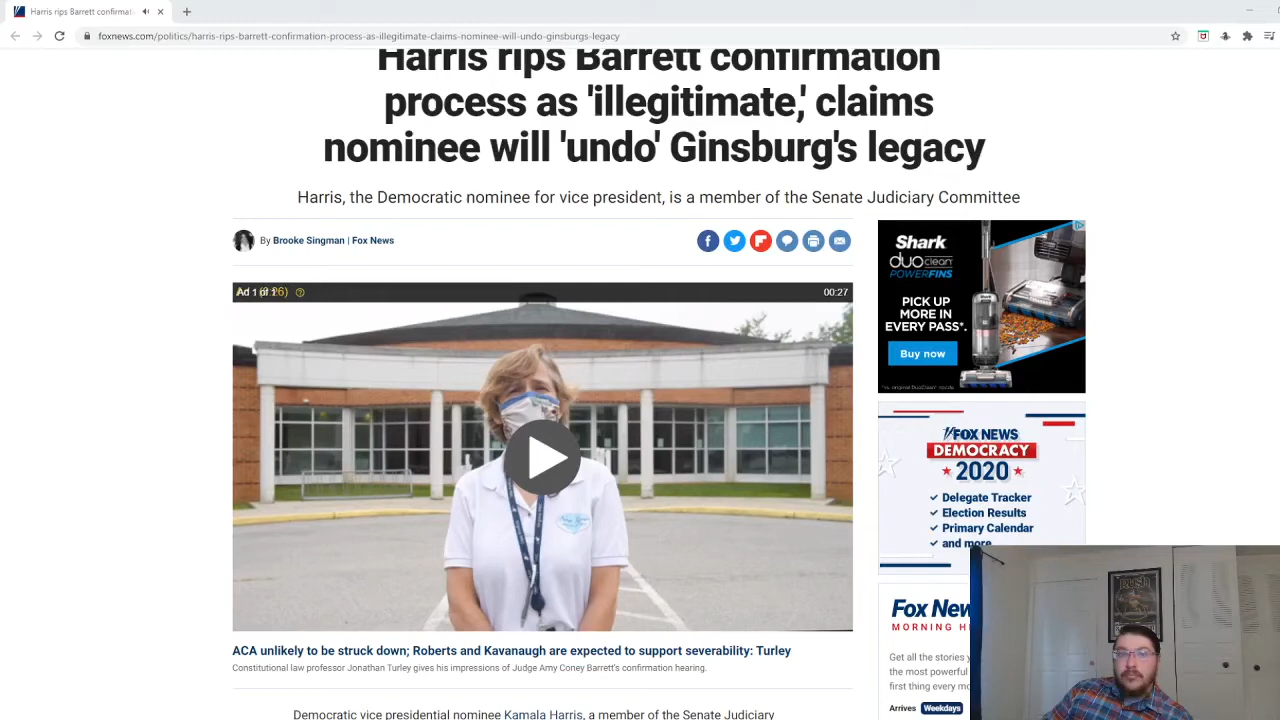 Harris rips Barrett confirmat
foxnews.com/politics/harris-rips-barrett-confirmation-process-as-illegitimate-claims-nominee-will-undo-ginsburgs-legacy
Harris rips Barrett confirmation
process as 'illegitimate,' claims
nominee will 'undo' Ginsburg's legacy
Harris, the Democratic nominee for vice president, is a member of the Senate Judiciary Committee
By Brooke Singman | Fox News
Ad 1 of 1
00:27
ACA unlikely to be struck down; Roberts and Kavanaugh are expected to support severability: Turley
Constitutional law professor Jonathan Turley gives his impressions of Judge Amy Coney Barrett's confirmation hearing.
Democratic vice presidential nominee Kamala Harris, a member of the Senate Judiciary
Shark
duoclean
POWERFINS
PICK UP
MORE IN
EVERY PASS*.
Buy now
FOX NEWS
DEMOCRACY
2020
Delegate Tracker
Election Results
Primary Calendar
and more
Fox New
MORNING H
Get all the stories y
the most powerful
first thing every mo
Arrives Weekdays
RUSH